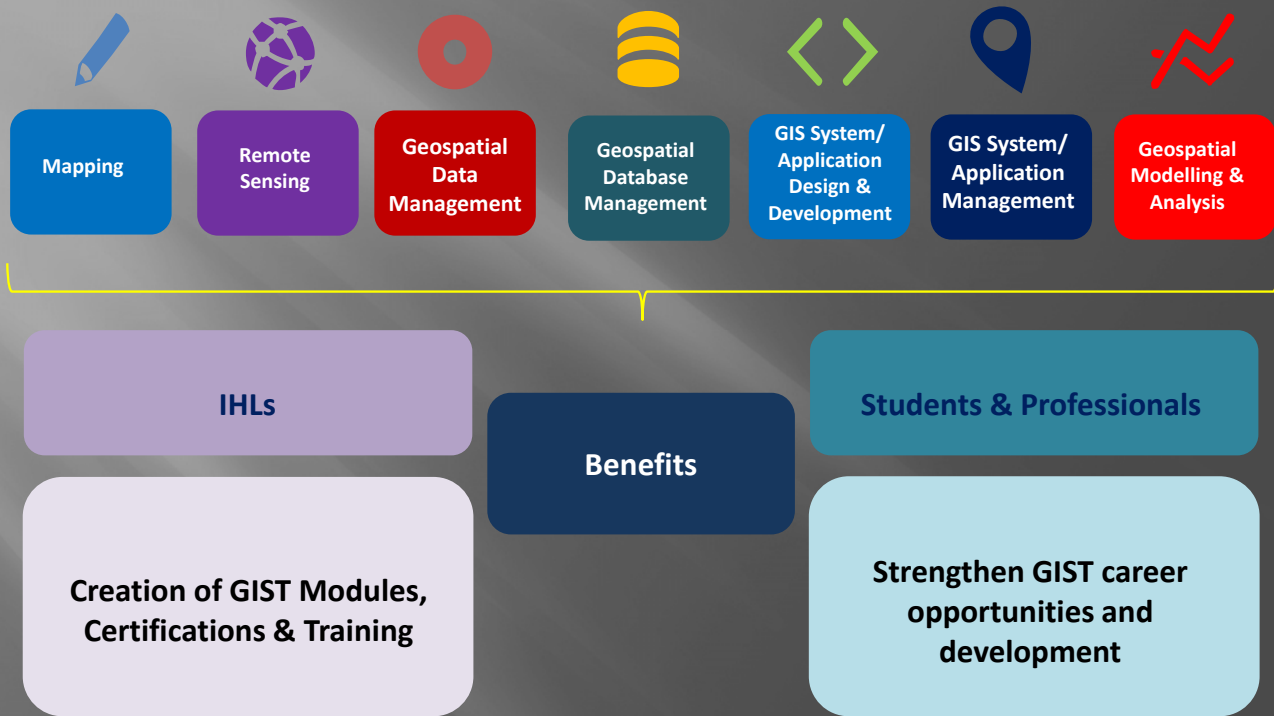 Mapping
Remote
Sensing
Geospatial
Data
Management
Geospatial
Database
Management
GIS System/
Application
Design &
Development
GIS System/
Application
Management
Geospatial
Modelling &
Analysis
IHLs
Benefits
Students & Professionals
Creation of GIST Modules,
Certifications & Training
Strengthen GIST career
opportunities and
development